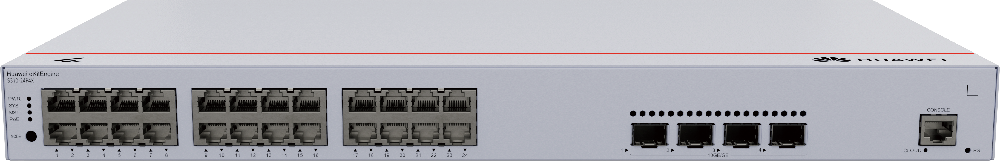 HUAWEI
Huawei eKitEngine
S310-24P4X
PWR
SYS
MST
PoE
MODE
1 2 3 4 5 6 7 8
9 10 11 12 13 14 15 16
17 18 19 20 21 22 23 24
1 2 3 4
10GE/GE
CONSOLE
CLOUD
RST